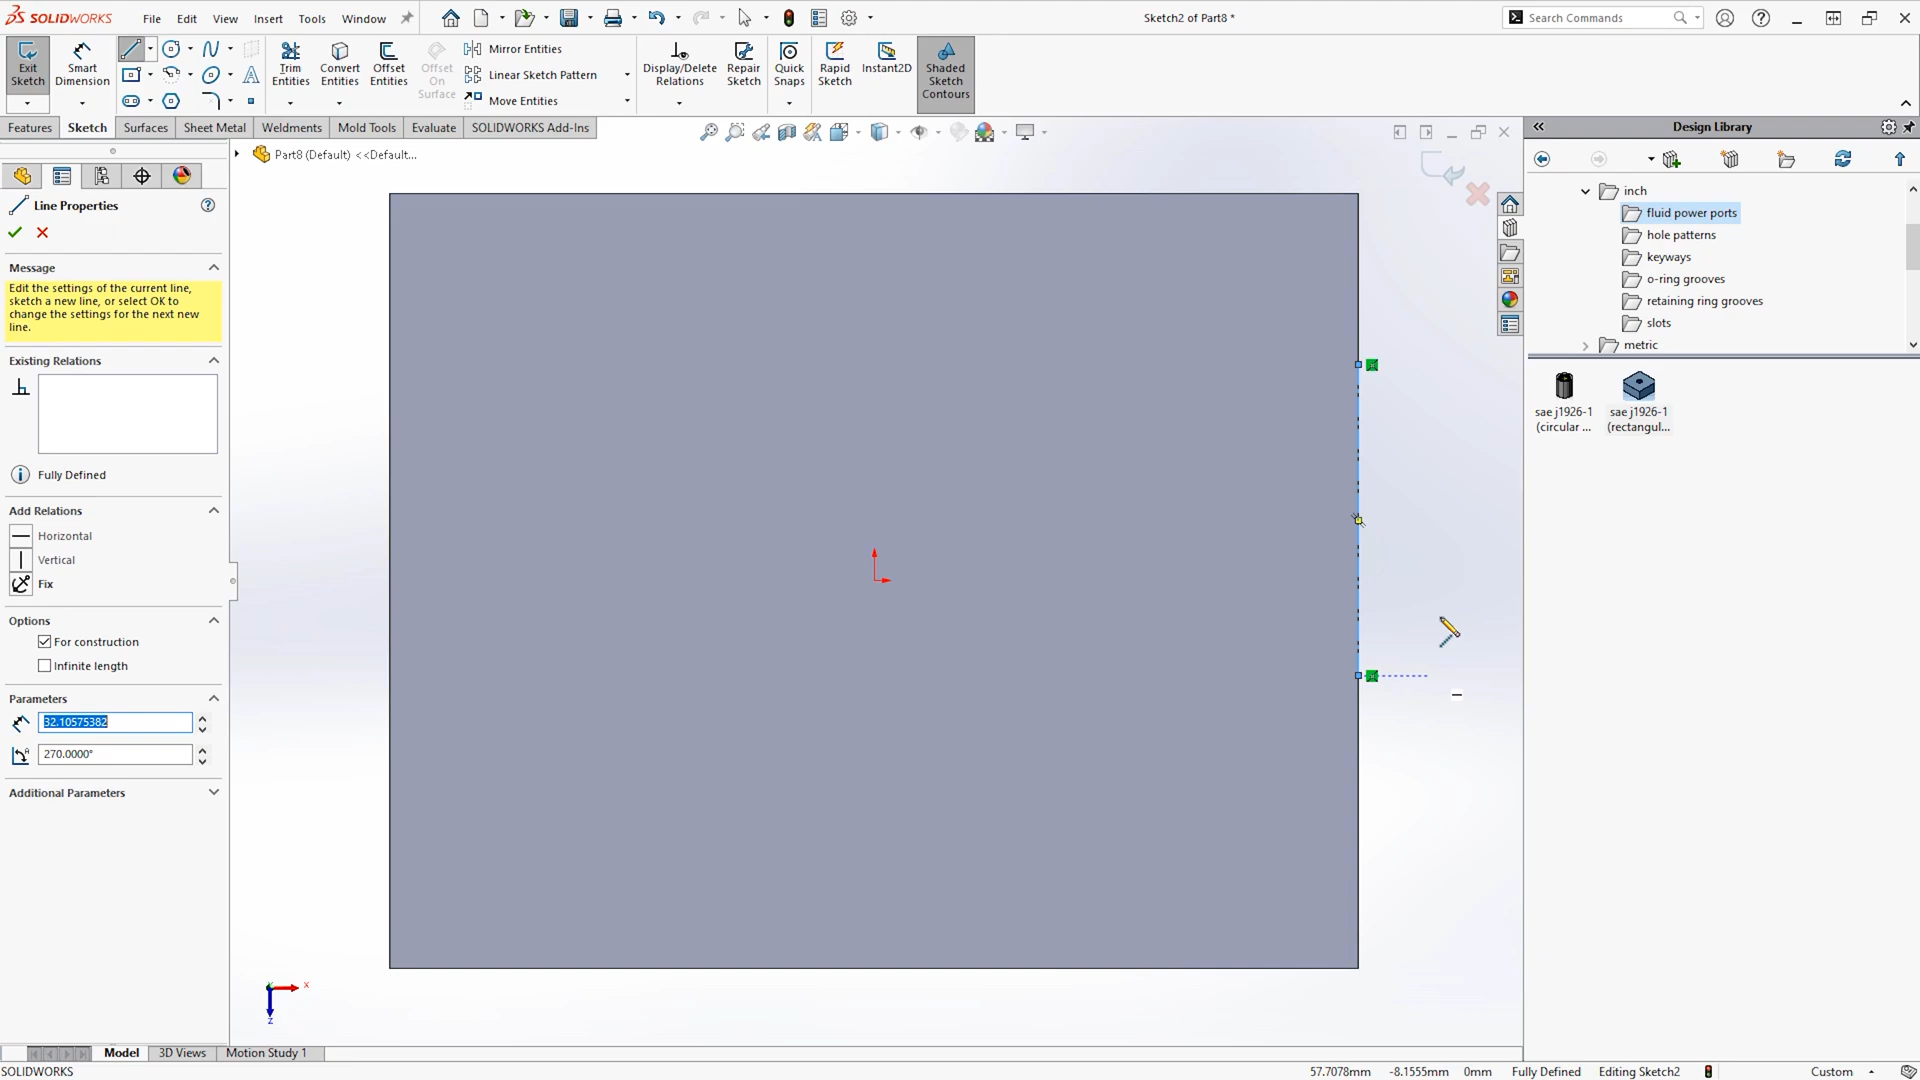 SOLIDWORKS File Edit View Insert Tools Window
Sketch2 of Part8 *
Search Commands
Exit Sketch
Smart Dimension
Trim Entities
Convert Entities
Offset Entities
Offset On Surface
Mirror Entities
Linear Sketch Pattern
Move Entities
Display/Delete Relations
Repair Sketch
Quick Snaps
Rapid Sketch
Instant2D
Shaded Sketch Contours
Features Sketch Surfaces Sheet Metal Weldments Mold Tools Evaluate SOLIDWORKS Add-Ins
Part8 (Default) <<Default...
Line Properties
Message
Edit the settings of the current line,
sketch a new line, or select OK to
change the settings for the next new
line.
Existing Relations
Fully Defined
Add Relations
Horizontal
Vertical
Fix
Options
For construction
Infinite length
Parameters
32.10575382
270.0000°
Additional Parameters
X
Z
Design Library
inch
fluid power ports
hole patterns
keyways
o-ring grooves
retaining ring grooves
slots
metric
sae j1926-1
(circular ...
sae j1926-1
(rectangul...
Model 3D Views Motion Study 1
SOLIDWORKS
57.7078mm -8.1555mm 0mm Fully Defined Editing Sketch2 Custom